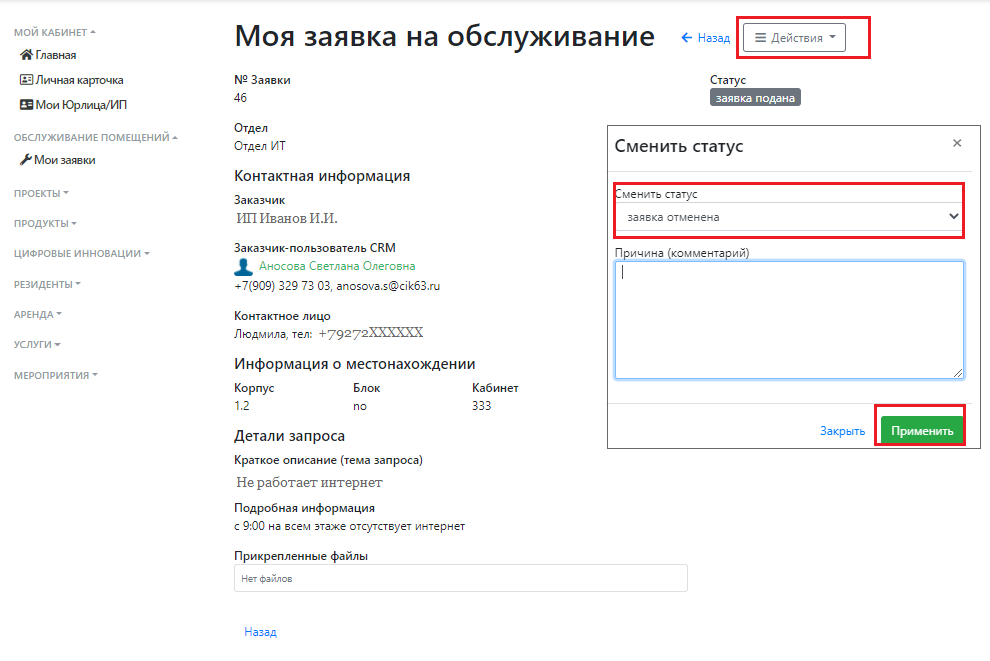 МОЙ КАБИНЕТ
Главная
Личная карточка
Мои Юрлица/ИП
ОБСЛУЖИВАНИЕ ПОМЕЩЕНИЙ
Мои заявки
ПРОЕКТЫ
ПРОДУКТЫ
ЦИФРОВЫЕ ИННОВАЦИИ
РЕЗИДЕНТЫ
АРЕНДА
УСЛУГИ
МЕРОПРИЯТИЯ
Моя заявка на обслуживание
Назад
Действия
№ Заявки
46
Статус
заявка подана
Отдел
Отдел ИТ
Контактная информация
Заказчик
ИП Иванов И.И.
Заказчик-пользователь CRM
Аносова Светлана Олеговна
+7(909) 329 73 03, anosova.s@cik63.ru
Контактное лицо
Людмила, тел: +79272XXXXXX
Информация о местонахождении
Корпус Блок Кабинет
1.2 no 333
Детали запроса
Краткое описание (тема запроса)
Не работает интернет
Подробная информация
с 9:00 на всем этаже отсутствует интернет
Прикрепленные файлы
Нет файлов
Назад
Сменить статус
×
Сменить статус
заявка отменена
Причина (комментарий)
Закрыть
Применить